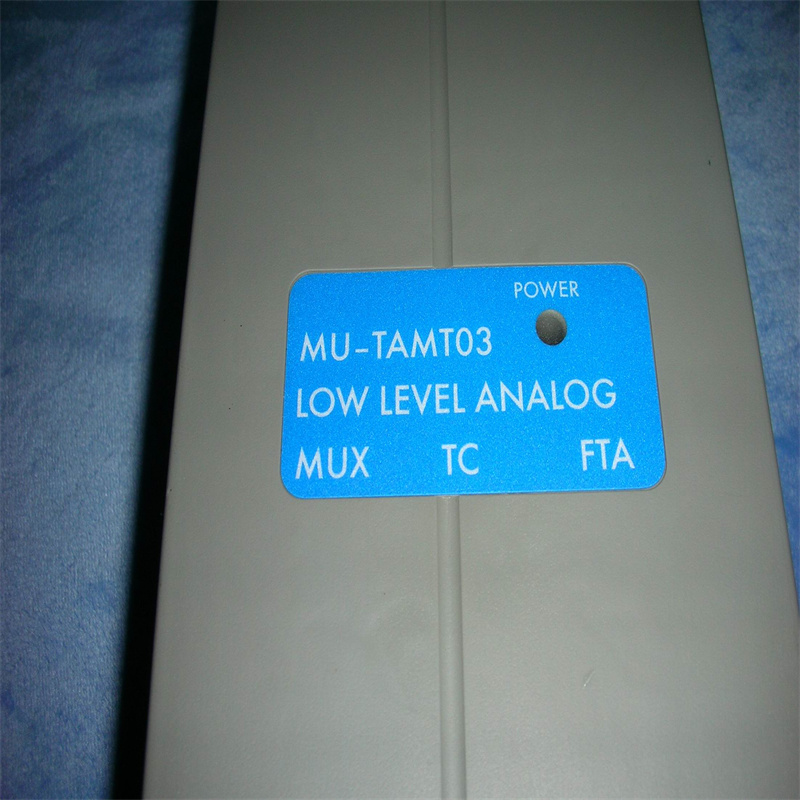 POWER
MU-TAMT03
LOW LEVEL ANALOG
MUX TC FTA